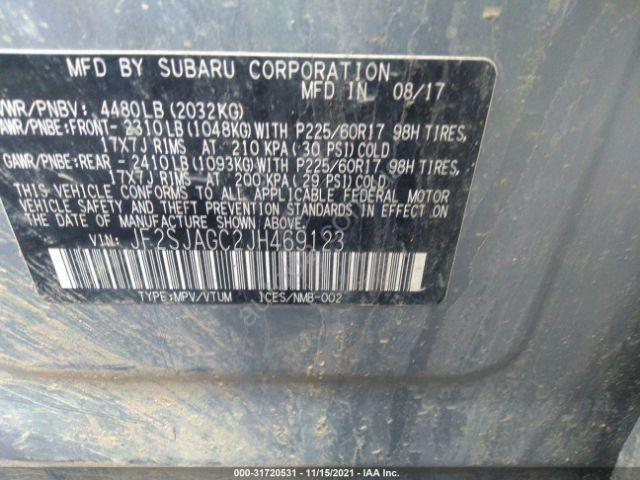 MFD BY SUBARU CORPORATION
MFD IN 08/17
VWR/PNBV: 4480LB(2032KG)
AWR/PNBE:FRONT- 2310LB(1048KG)WITH P225/60R17 98H TIRES,
17X7J RIMS AT 210 KPA(30 PSI)COLD
GAWR/PNBE:REAR - 2410LB(1093KG)WITH P225/60R17 98H TIRES,
17X7J RIMS AT 200 KPA(29 PSI)COLD
THIS VEHICLE CONFORMS TO ALL APPLICABLE FEDERAL MOTOR
VEHICLE SAFETY AND THEFT PREVENTION STANDARDS IN EFFECT ON
THE DATE OF MANUFACTURE SHOWN ABOVE.
VIN: JF2SJAGC2JH469123
TYPE:MPV/VTUM ICES/NMB-002
000-31720531 - 11/15/2021 - IAA Inc.